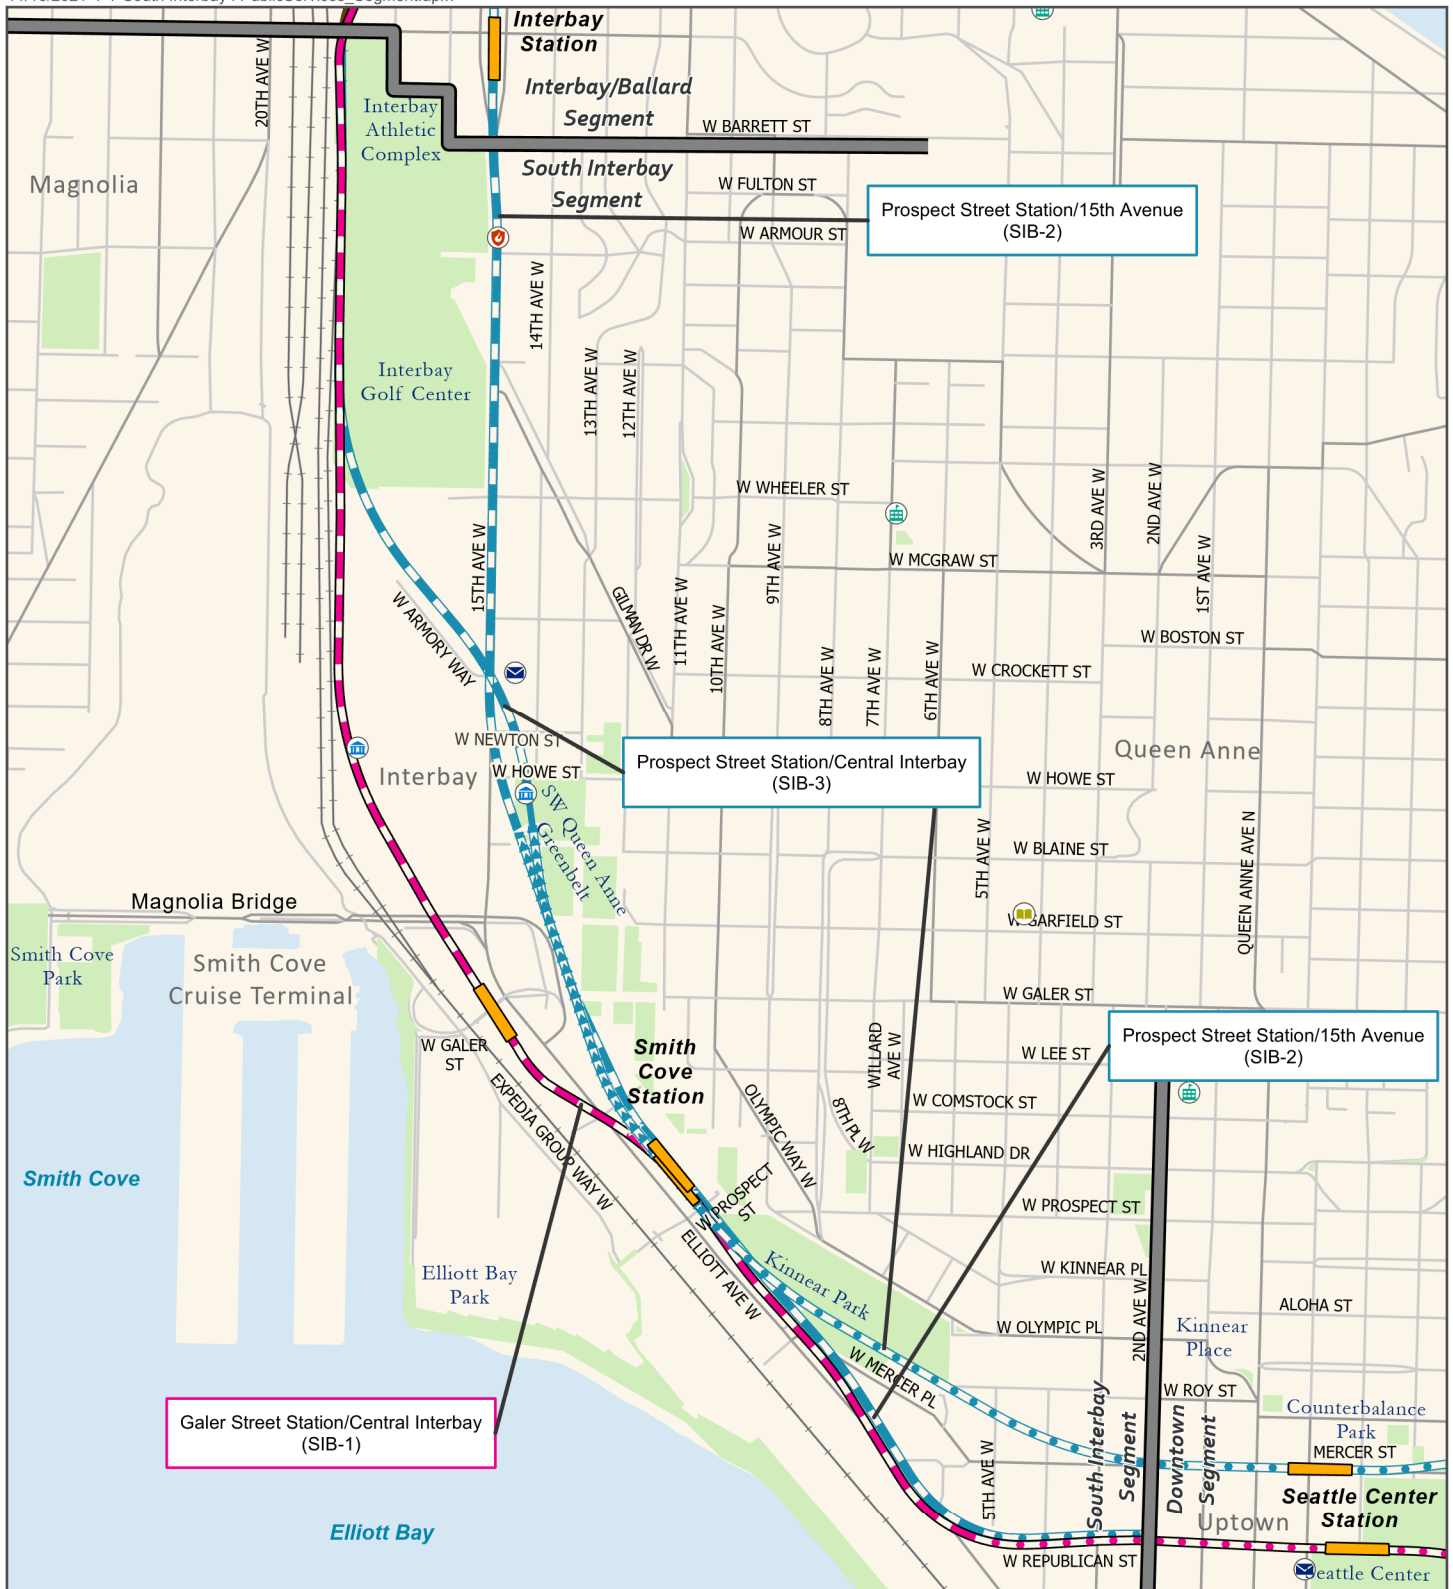 Interbay
Station
20TH AVE W
Interbay/Ballard
Segment
Interbay
Athletic
Complex
W BARRETT ST
South Interbay
Segment
Magnolia
W FULTON ST
Prospect Street Station/15th Avenue
(SIB-2)
W ARMOUR ST
14TH AVE W
Interbay
Golf Center
13TH AVE W
12TH AVE W
W WHEELER ST
3RD AVE W
2ND AVE W
15TH AVE W
9TH AVE W
W MCGRAW ST
1ST AVE W
W ARMORY WAY
GILMAN DR W
11TH AVE W
10TH AVE W
W BOSTON ST
8TH AVE W
7TH AVE W
6TH AVE W
W CROCKETT ST
W NEWTON ST
Queen Anne
Prospect Street Station/Central Interbay
(SIB-3)
Interbay
W HOWE ST
W HOWE ST
SW Queen Anne
Greenbelt
5TH AVE W
W BLAINE ST
QUEEN ANNE AVE N
Magnolia Bridge
W GARFIELD ST
Smith Cove
Park
Smith Cove
Cruise Terminal
W GALER ST
W GALER
ST
Smith
Cove
Station
WILLARD
AVE W
W LEE ST
Prospect Street Station/15th Avenue
(SIB-2)
EXPEDIA GROUP WAY W
OLYMPIC WAY W
8TH PL W
W COMSTOCK ST
W HIGHLAND DR
Smith Cove
W PROSPECT
ST
W PROSPECT ST
ELLIOTT AVE W
Kinnear Park
W KINNEAR PL
Elliott Bay
Park
2ND AVE W
ALOHA ST
W OLYMPIC PL
Kinnear
Place
W MERCER PL
W ROY ST
Galer Street Station/Central Interbay
(SIB-1)
South Interbay
Segment
Downtown
Segment
Counterbalance
Park
MERCER ST
5TH AVE W
Seattle Center
Station
Elliott Bay
Uptown
W REPUBLICAN ST
Seattle Center